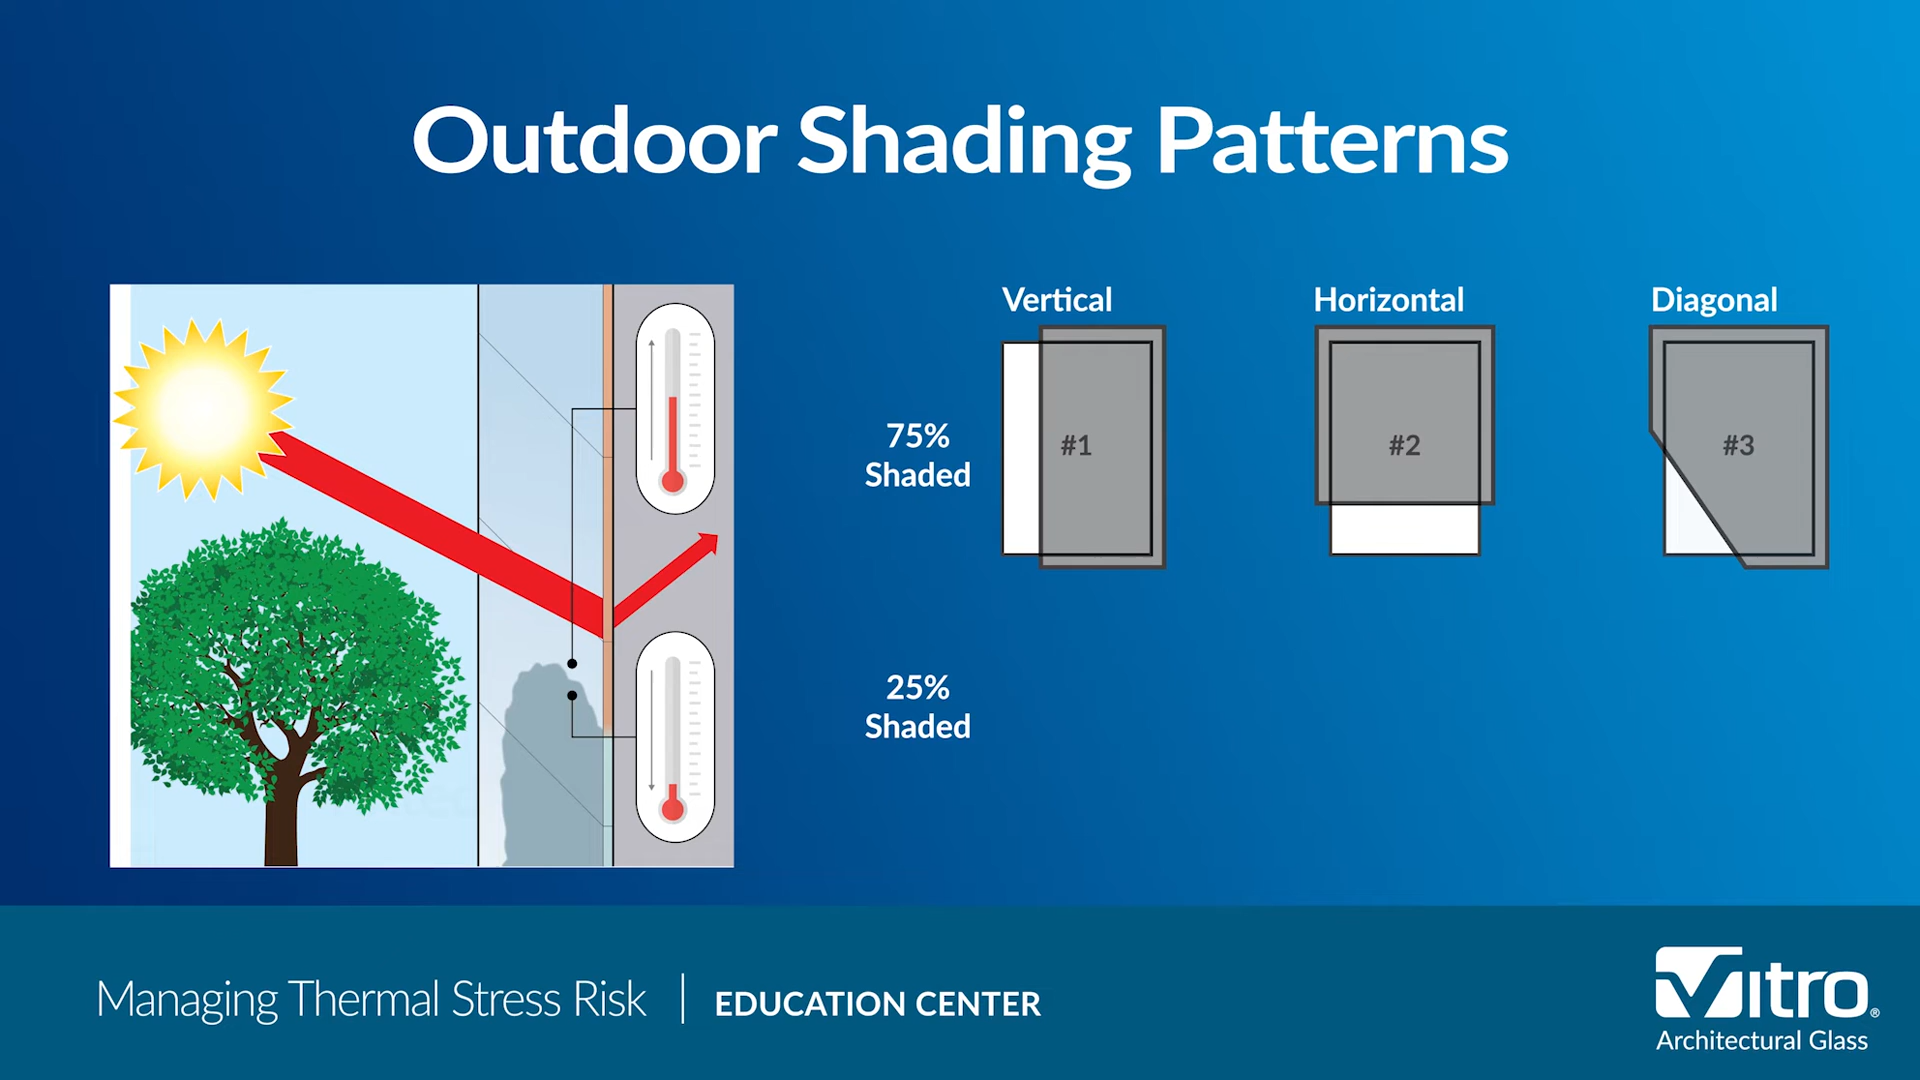 Outdoor Shading Patterns
Vertical
Horizontal
Diagonal
75%
Shaded
#1
#2
#3
25%
Shaded
Managing Thermal Stress Risk | EDUCATION CENTER
Vitro®
Architectural Glass